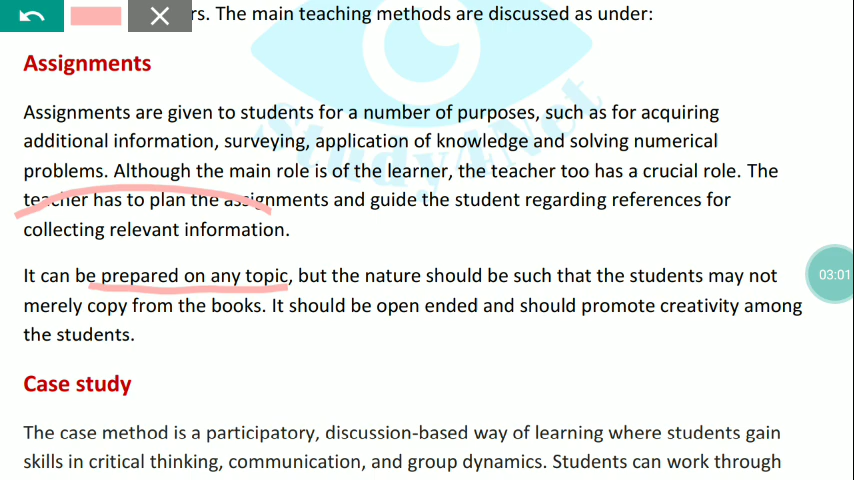 rs. The main teaching methods are discussed as under:
Assignments
Assignments are given to students for a number of purposes, such as for acquiring
additional information, surveying, application of knowledge and solving numerical
problems. Although the main role is of the learner, the teacher too has a crucial role. The
teacher has to plan the assignments and guide the student regarding references for
collecting relevant information.
It can be prepared on any topic, but the nature should be such that the students may not
merely copy from the books. It should be open ended and should promote creativity among
the students.
03:01
Case study
The case method is a participatory, discussion-based way of learning where students gain
skills in critical thinking, communication, and group dynamics. Students can work through
Study4Net